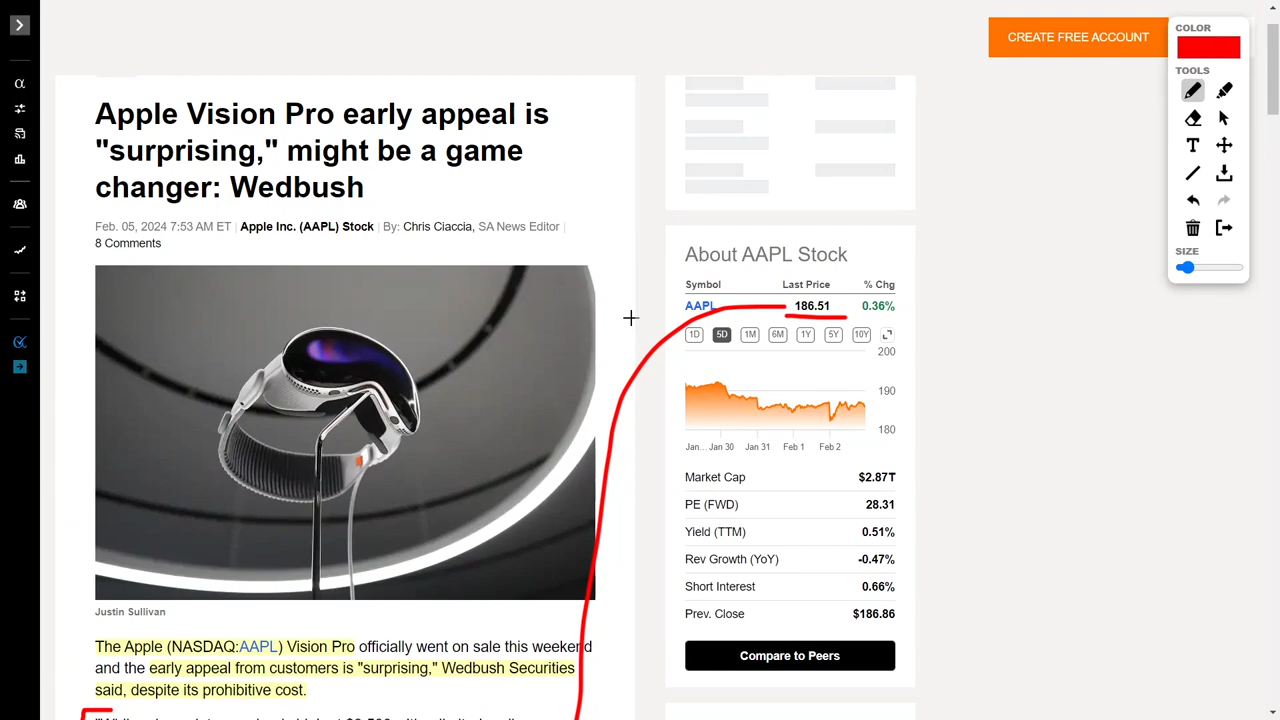 CREATE FREE ACCOUNT
COLOR
TOOLS
SIZE
Apple Vision Pro early appeal is
"surprising," might be a game
changer: Wedbush
Feb. 05, 2024 7:53 AM ET | Apple Inc. (AAPL) Stock | By: Chris Ciaccia, SA News Editor |
8 Comments
Justin Sullivan
The Apple (NASDAQ:AAPL) Vision Pro officially went on sale this weekend
and the early appeal from customers is "surprising," Wedbush Securities
said, despite its prohibitive cost.
About AAPL Stock
Symbol Last Price % Chg
AAPL 186.51 0.36%
1D 5D 1M 6M 1Y 5Y 10Y
200
190
180
Jan... Jan 30 Jan 31 Feb 1 Feb 2
Market Cap $2.87T
PE (FWD) 28.31
Yield (TTM) 0.51%
Rev Growth (YoY) -0.47%
Short Interest 0.66%
Prev. Close $186.86
Compare to Peers